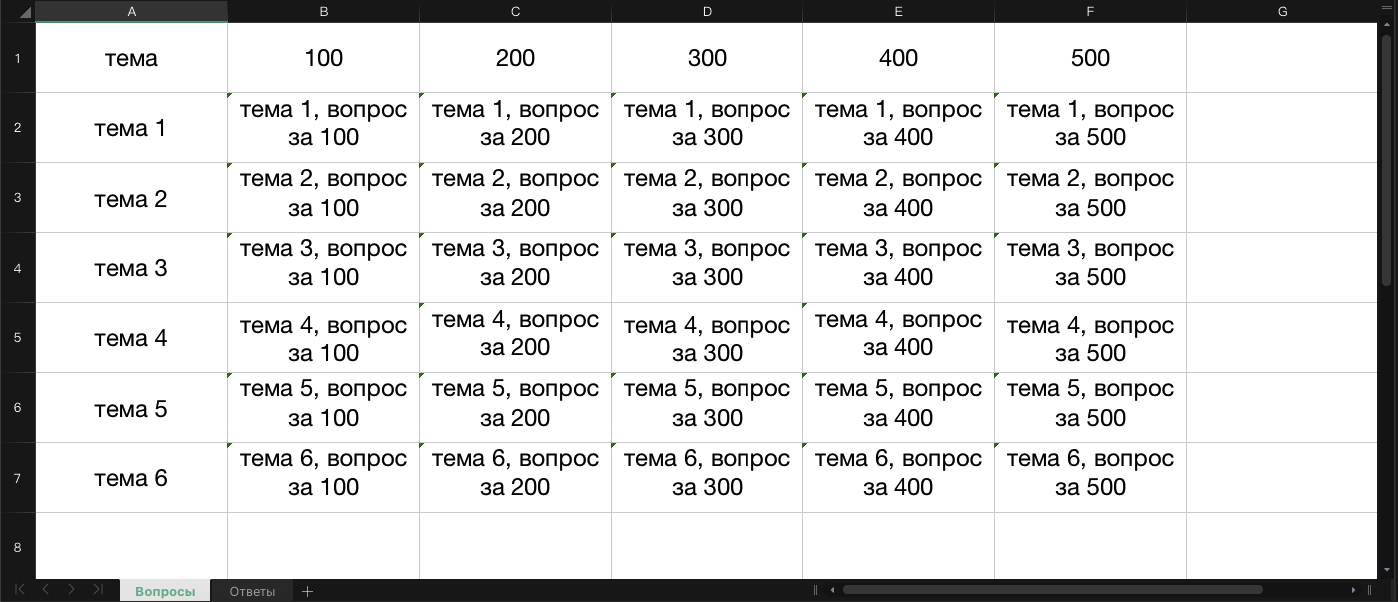 A B C D E F G
1 тема 100 200 300 400 500
2 тема 1 тема 1, вопрос за 100 тема 1, вопрос за 200 тема 1, вопрос за 300 тема 1, вопрос за 400 тема 1, вопрос за 500
3 тема 2 тема 2, вопрос за 100 тема 2, вопрос за 200 тема 2, вопрос за 300 тема 2, вопрос за 400 тема 2, вопрос за 500
4 тема 3 тема 3, вопрос за 100 тема 3, вопрос за 200 тема 3, вопрос за 300 тема 3, вопрос за 400 тема 3, вопрос за 500
5 тема 4 тема 4, вопрос за 100 тема 4, вопрос за 200 тема 4, вопрос за 300 тема 4, вопрос за 400 тема 4, вопрос за 500
6 тема 5 тема 5, вопрос за 100 тема 5, вопрос за 200 тема 5, вопрос за 300 тема 5, вопрос за 400 тема 5, вопрос за 500
7 тема 6 тема 6, вопрос за 100 тема 6, вопрос за 200 тема 6, вопрос за 300 тема 6, вопрос за 400 тема 6, вопрос за 500
8
Вопросы Ответы +